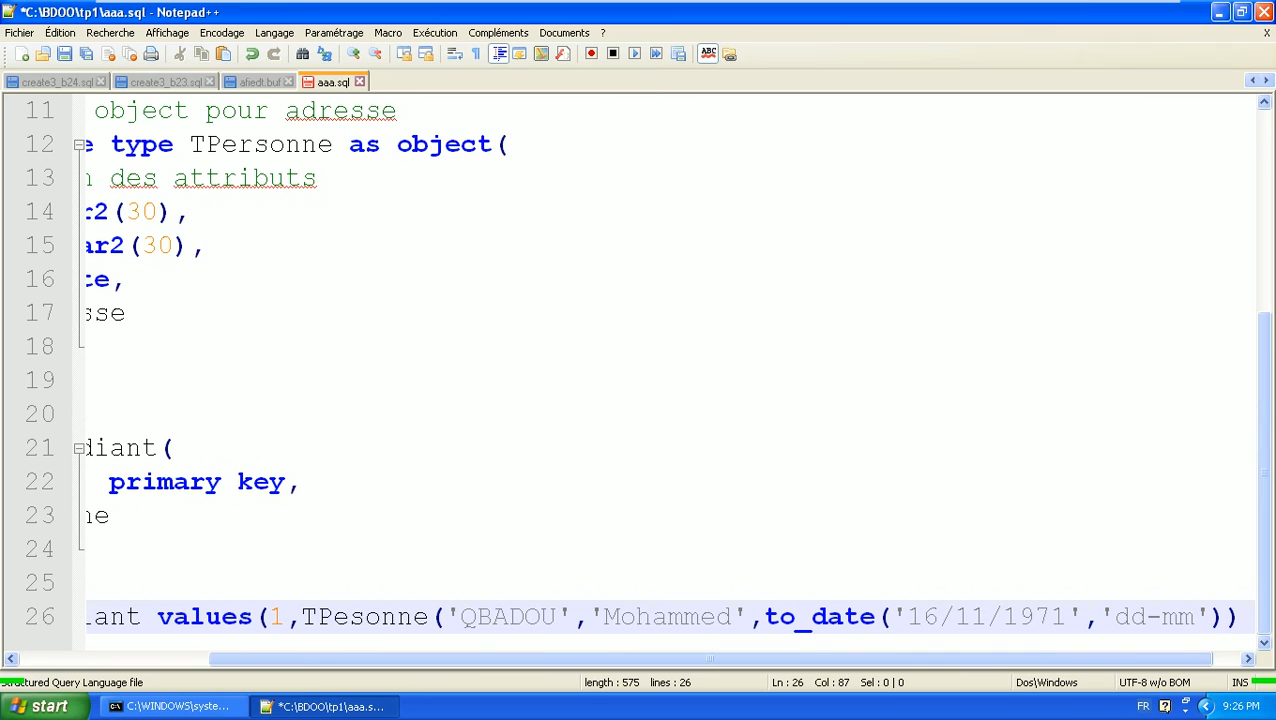 *C:\BDOO\tp1\aaa.sql - Notepad++
Fichier Édition Recherche Affichage Encodage Langage Paramétrage Macro Exécution Compléments Documents ? X
create3_b24.sql create3_b23.sql afiedt.buf aaa.sql
11 object pour adresse
12 e type TPersonne as object(
13 n des attributs
14 r2(30),
15 ar2(30),
16 te,
17 sse
18
19
20
21 diant(
22 primary key,
23 ne
24
25
26 iant values(1,TPesonne('QBADOU','Mohammed',to_date('16/11/1971','dd-mm'))
Structured Query Language file length : 575 lines : 26 Ln : 26 Col : 87 Sel : 0 | 0 Dos\Windows UTF-8 w/o BOM INS
start C:\WINDOWS\syste... *C:\BDOO\tp1\aaa.s... FR 9:26 PM